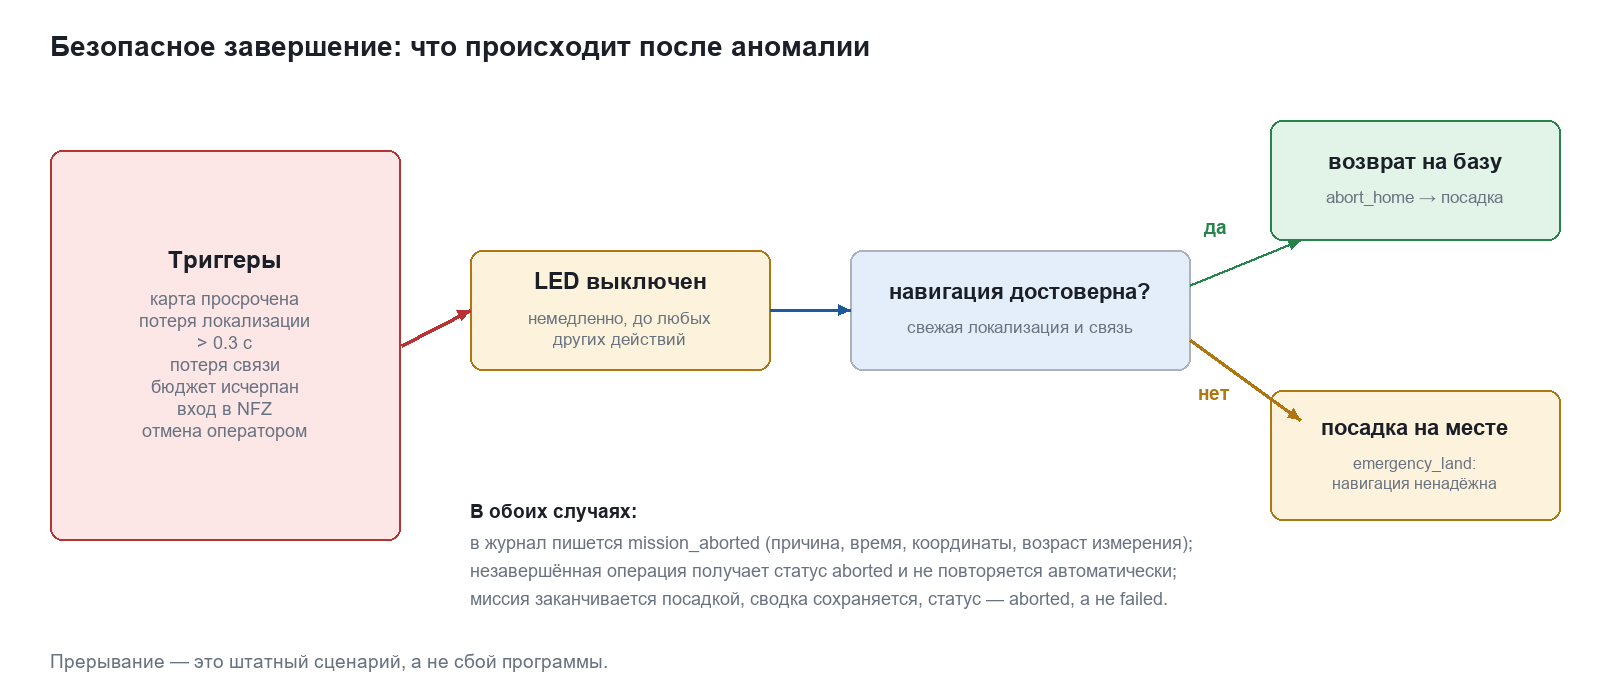 Безопасное завершение: что происходит после аномалии
Триггеры
карта просрочена
потеря локализации
> 0.3 с
потеря связи
бюджет исчерпан
вход в NFZ
отмена оператором
LED выключен
немедленно, до любых
других действий
навигация достоверна?
свежая локализация и связь
да
возврат на базу
abort_home → посадка
нет
посадка на месте
emergency_land:
навигация ненадёжна
В обоих случаях:
в журнал пишется mission_aborted (причина, время, координаты, возраст измерения);
незавершённая операция получает статус aborted и не повторяется автоматически;
миссия заканчивается посадкой, сводка сохраняется, статус — aborted, а не failed.
Прерывание — это штатный сценарий, а не сбой программы.